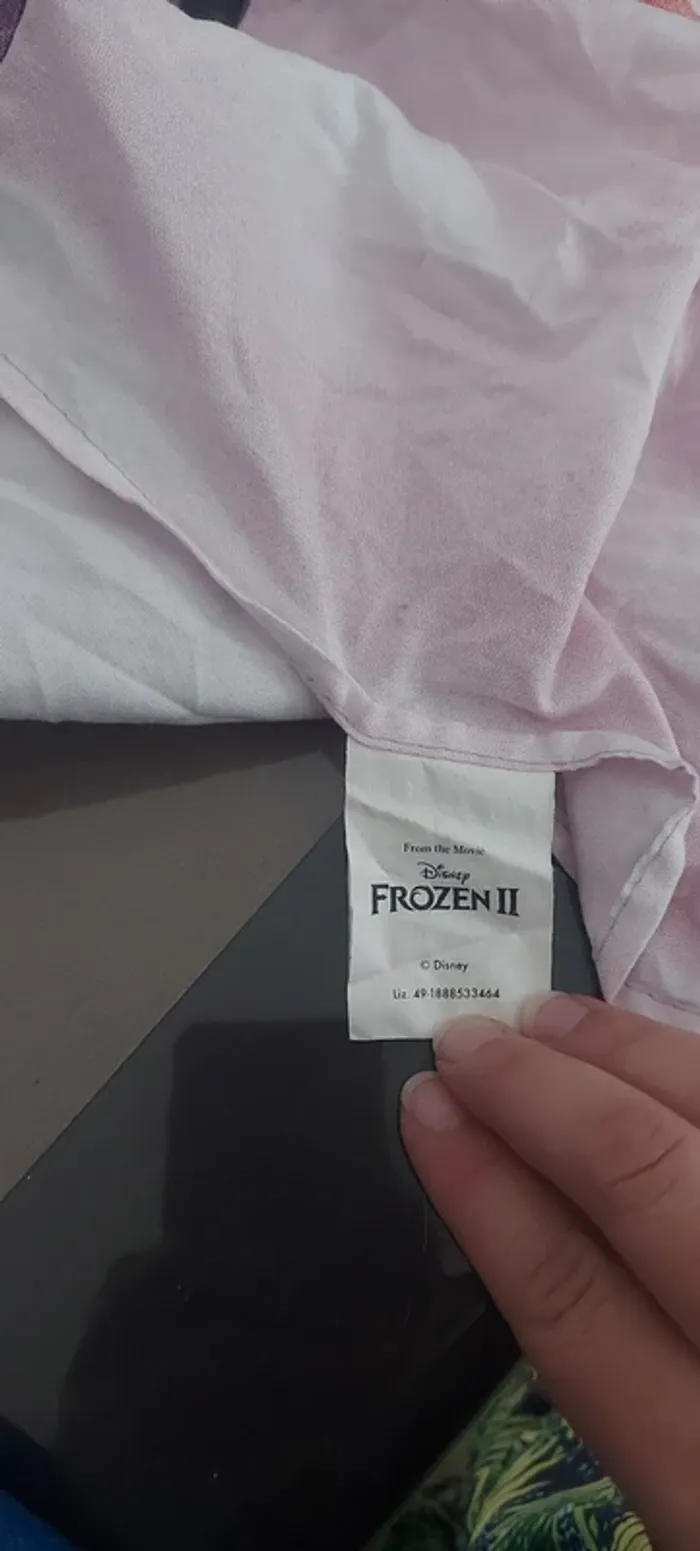 From the Movie
Disney
FROZEN II
© Disney
Liz. 49-1888533464